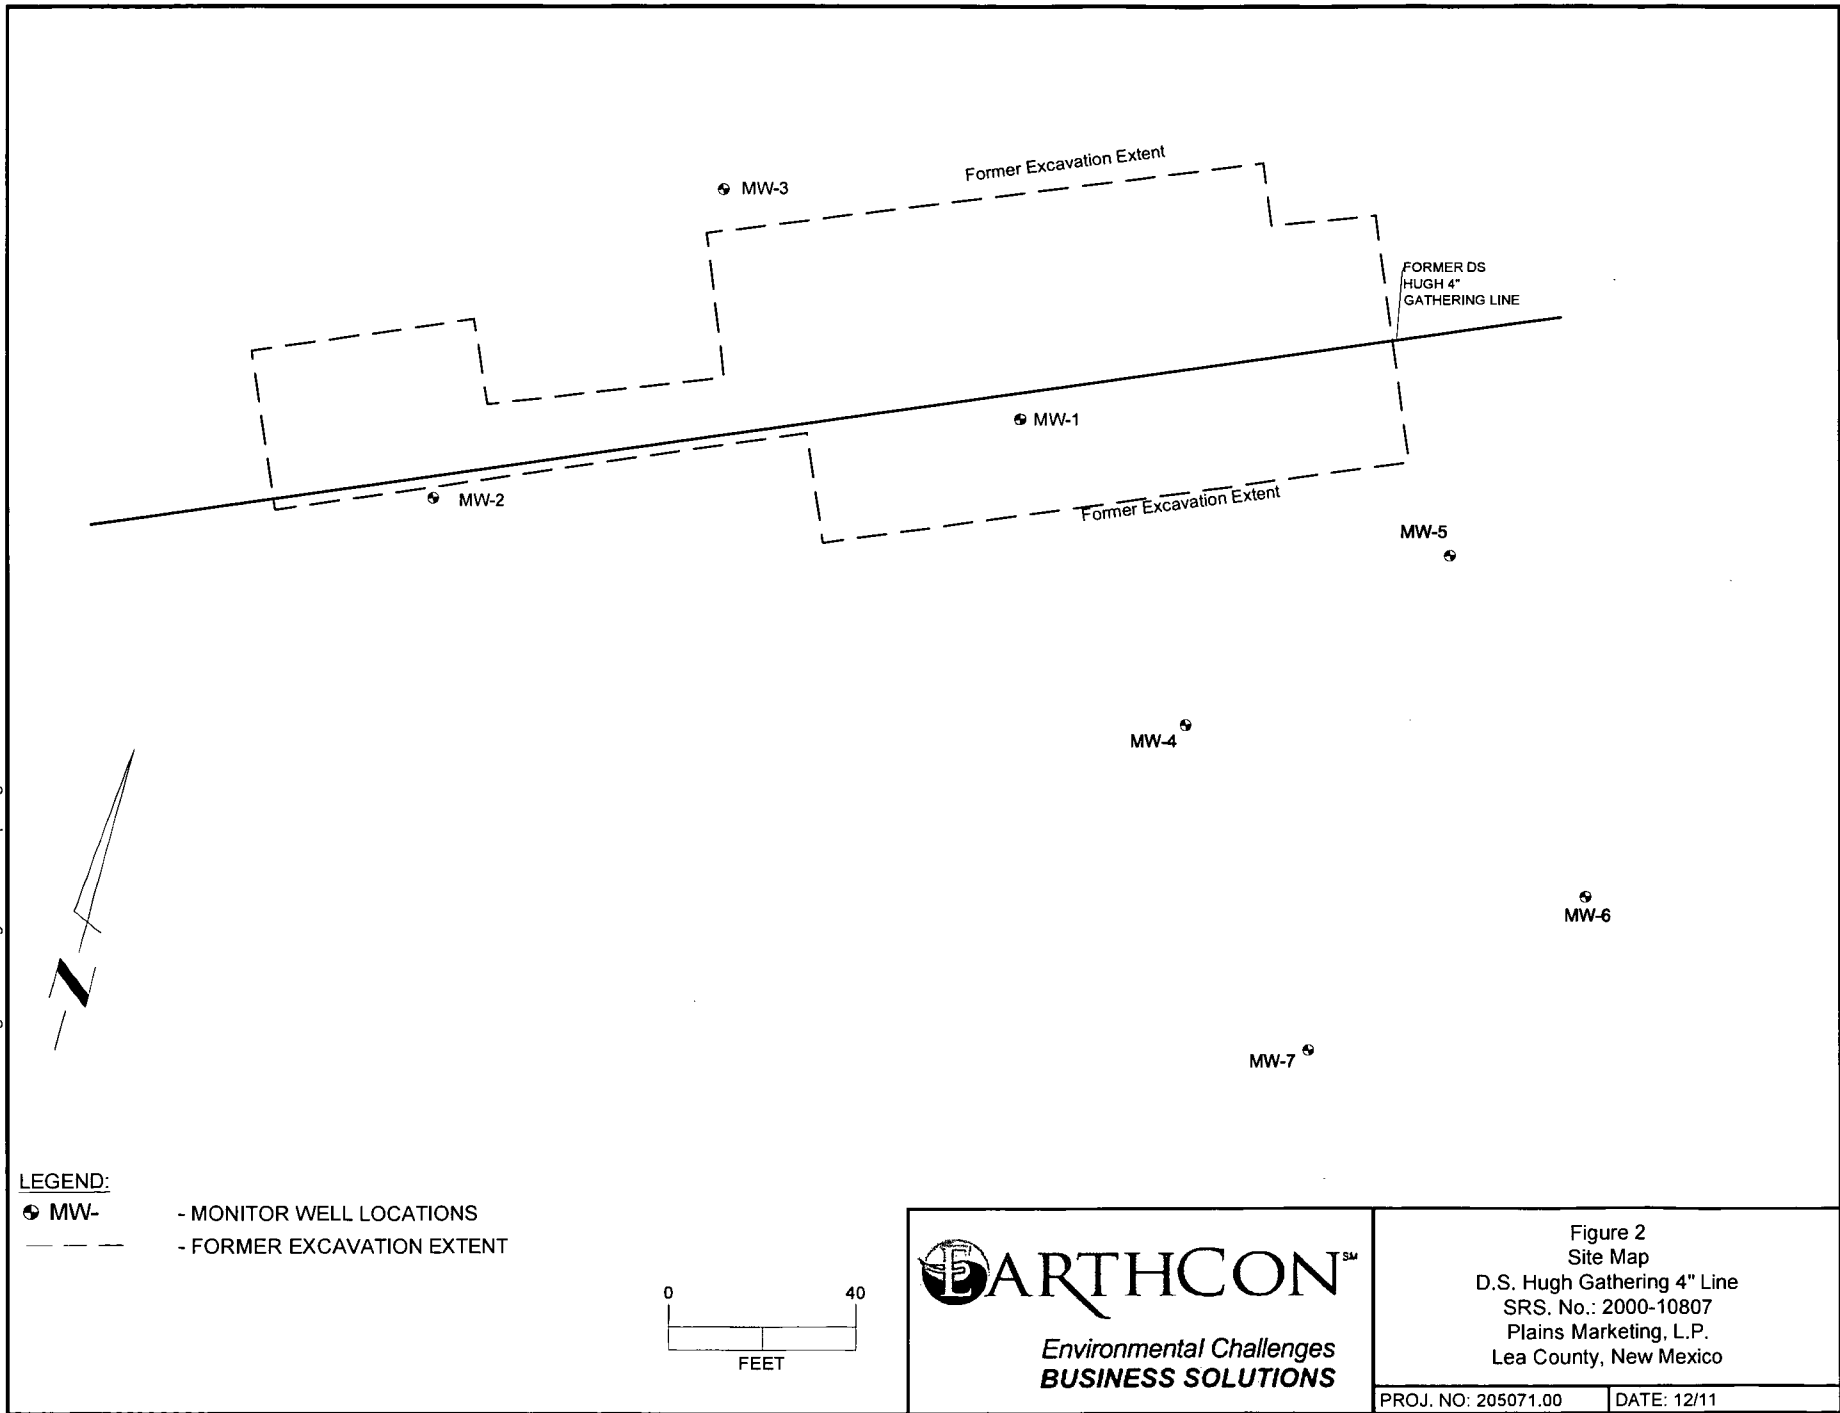 Former Excavation Extent
MW-3
FORMER DS
HUGH 4"
GATHERING LINE
MW-1
MW-2
Former Excavation Extent
MW-5
MW-4
MW-6
MW-7
N
LEGEND:
MW- - MONITOR WELL LOCATIONS
- FORMER EXCAVATION EXTENT
0 40
FEET
EARTHCON SM
Environmental Challenges
BUSINESS SOLUTIONS
Figure 2
Site Map
D.S. Hugh Gathering 4" Line
SRS. No.: 2000-10807
Plains Marketing, L.P.
Lea County, New Mexico
PROJ. NO: 205071.00 DATE: 12/11